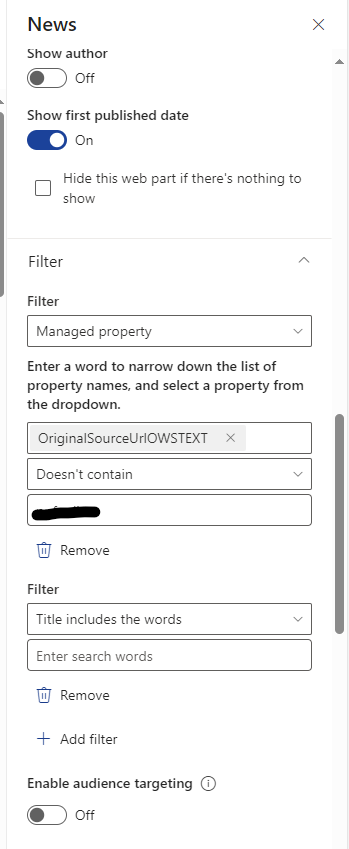 News
Show author
Off
Show first published date
On
Hide this web part if there's nothing to
show
Filter
Filter
Managed property
Enter a word to narrow down the list of
property names, and select a property from
the dropdown.
OriginalSourceUrlOWSTEXT
Doesn't contain
Remove
Filter
Title includes the words
Enter search words
Remove
Add filter
Enable audience targeting
Off